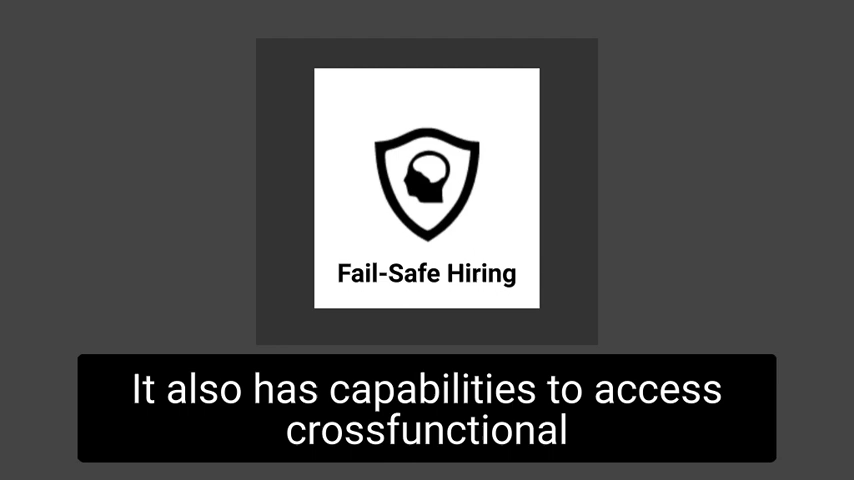 Fail-Safe Hiring
It also has capabilities to access
crossfunctional